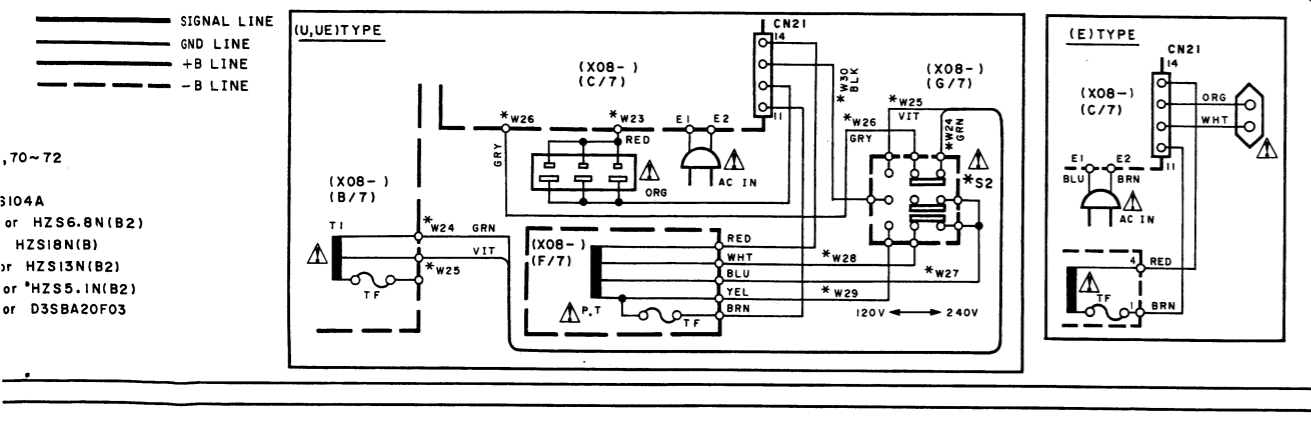 SIGNAL LINE
GND LINE
+B LINE
-B LINE
,70~72
S104A
or HZS6.8N(B2)
HZS18N(B)
or HZS13N(B2)
or *HZS5.1N(B2)
or D3SBA20F03
(U,UE)TYPE
CN21
14
11
(X08- )
(C/7)
*W30
BLK
(X08- )
(G/7)
*W25
VIT
*W26
GRY
*W24
GRN
*W26
*W23
E1 E2
GRY
RED
ORG
AC IN
*S2
(X08- )
(B/7)
T1
*W24 GRN
VIT
*W25
TF
(X08- )
(F/7)
RED
WHT
*W28
BLU
*W27
YEL
*W29
BRN
P.T
TF
120V 240V
(E)TYPE
CN21
14
(X08- )
(C/7)
ORG
WHT
11
E1 E2
BLU BRN
AC IN
4 RED
TF
1 BRN